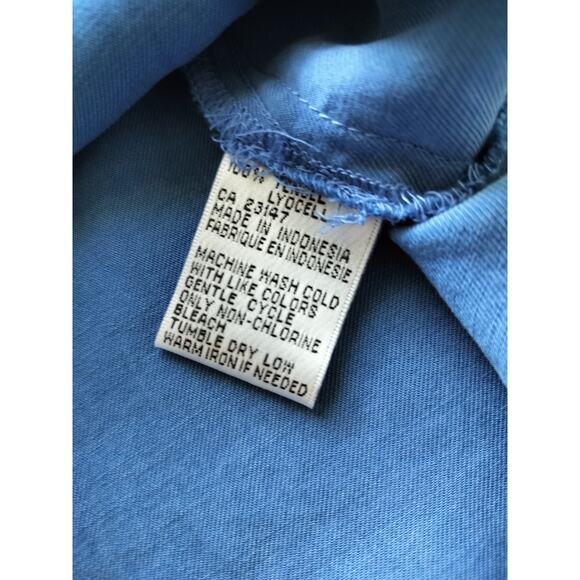 100% TENCEL
LYOCELL
CA 23147
MADE IN INDONESIA
FABRIQUE EN INDONESIE
MACHINE WASH COLD
WITH LIKE COLORS
GENTLE CYCLE
ONLY NON-CHLORINE
BLEACH
TUMBLE DRY LOW
WARM IRON IF NEEDED